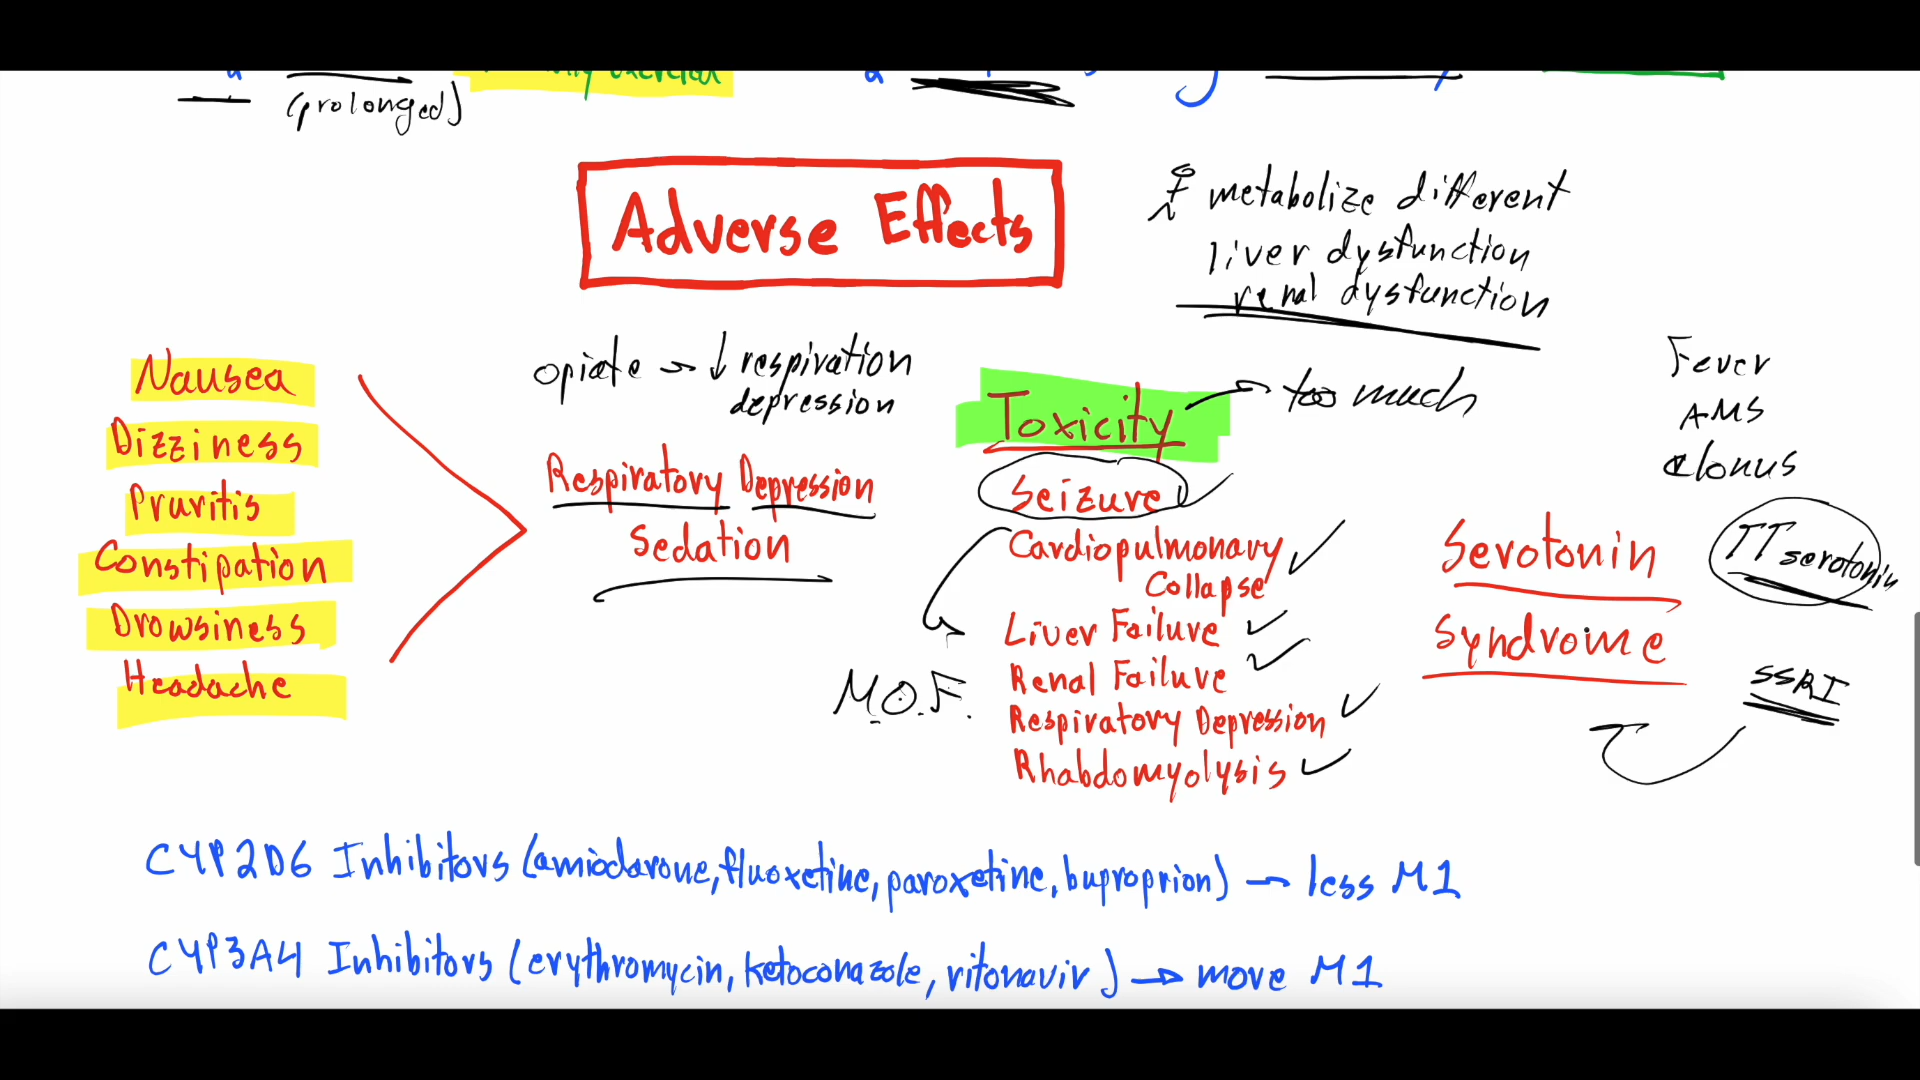 (prolonged)
Adverse Effects
metabolize different
liver dysfunction
renal dysfunction
Nausea
Dizziness
Pruritis
Constipation
Drowsiness
Headache
opiate → ↓ respiration
depression
Respiratory Depression
Sedation
Toxicity → too much
Seizure ✓
Cardiopulmonary ✓
Collapse
Liver Failure ✓
Renal Failure ✓
Respiratory Depression ✓
Rhabdomyolysis ✓
M.O.F.
Fever
AMS
clonus
Serotonin
Syndrome
↑↑ serotonin
SSRI
CYP2D6 Inhibitors (amiodarone, fluoxetine, paroxetine, buproprion) → less M1
CYP3A4 Inhibitors (erythromycin, ketoconazole, ritonavir) → more M1